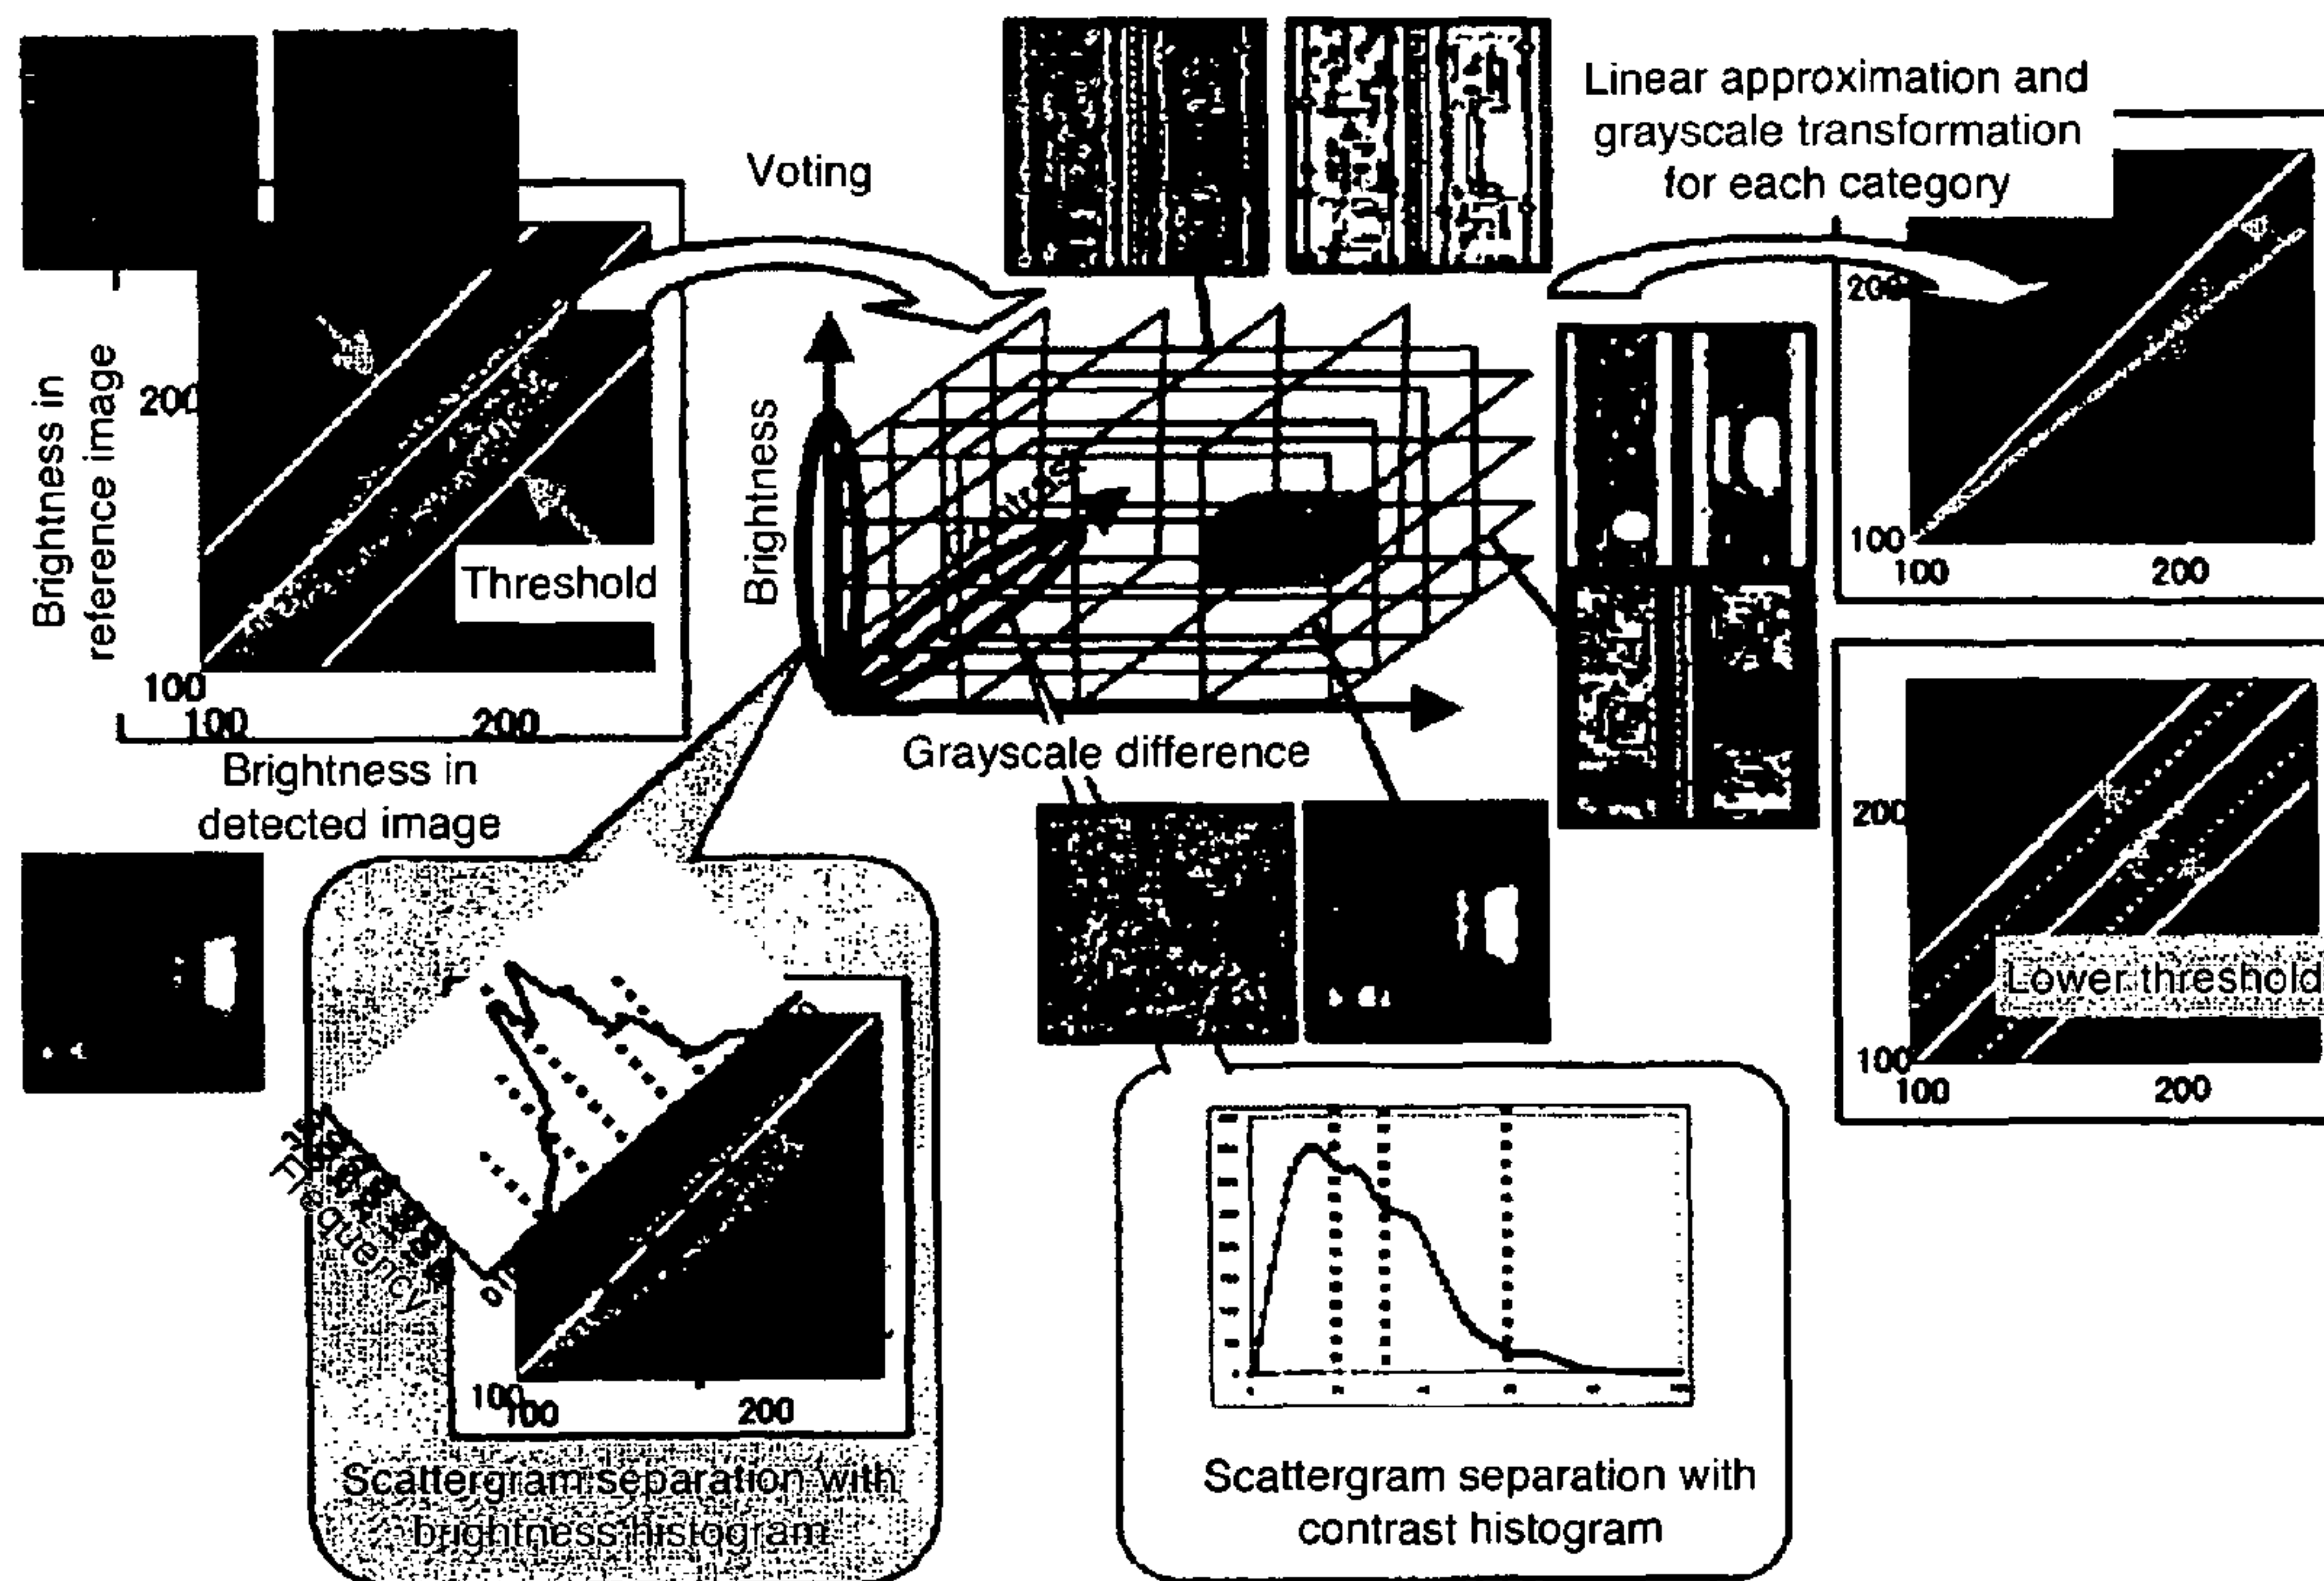 Voting
Linear approximation and
grayscale transformation
for each category
Brightness in
reference image
200
100
100
200
Threshold
Brightness in
detected image
Brightness
Grayscale difference
200
100
100
200
200
100
100
200
Lower threshold
Frequency
100
100
200
Scattergram separation with
brightness histogram
Scattergram separation with
contrast histogram